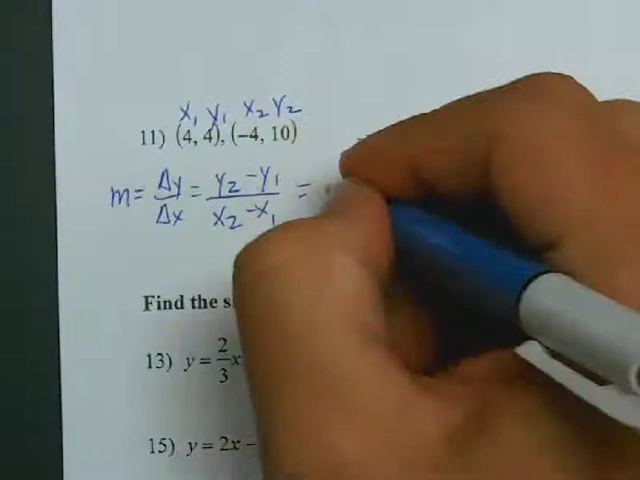 x₁ y₁ x₂ y₂
11) (4, 4), (−4, 10)
m = Δy/Δx = y₂ − y₁/x₂ − x₁ =
Find the s
13) y = 2/3x
15) y = 2x −